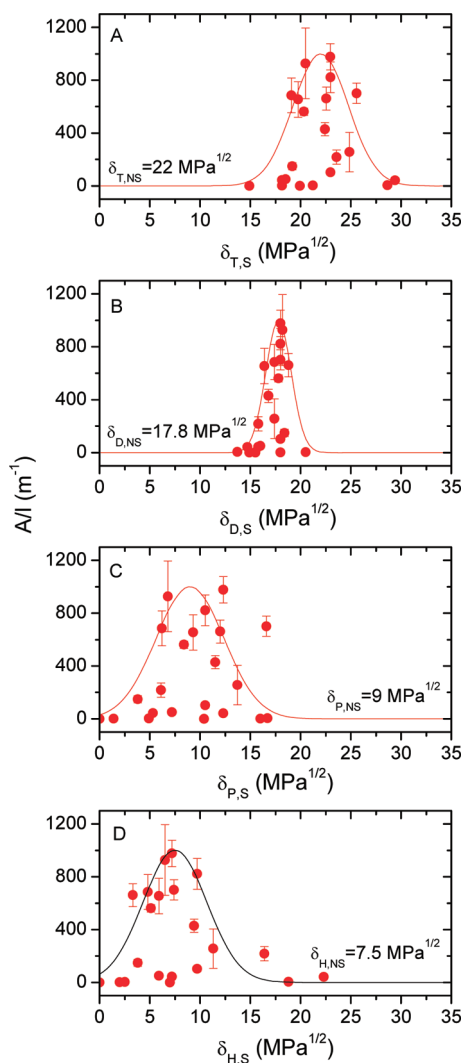 A
1200
800
400
0
δT,NS=22 MPa1/2
0 5 10 15 20 25 30 35
δT,S (MPa1/2)
B
1200
800
400
0
δD,NS=17.8 MPa1/2
0 5 10 15 20 25 30 35
δD,S (MPa1/2)
A/l (m-1)
C
1200
800
400
0
δP,NS=9 MPa1/2
0 5 10 15 20 25 30 35
δP,S (MPa1/2)
D
1200
800
400
0
δH,NS=7.5 MPa1/2
0 5 10 15 20 25 30 35
δH,S (MPa1/2)